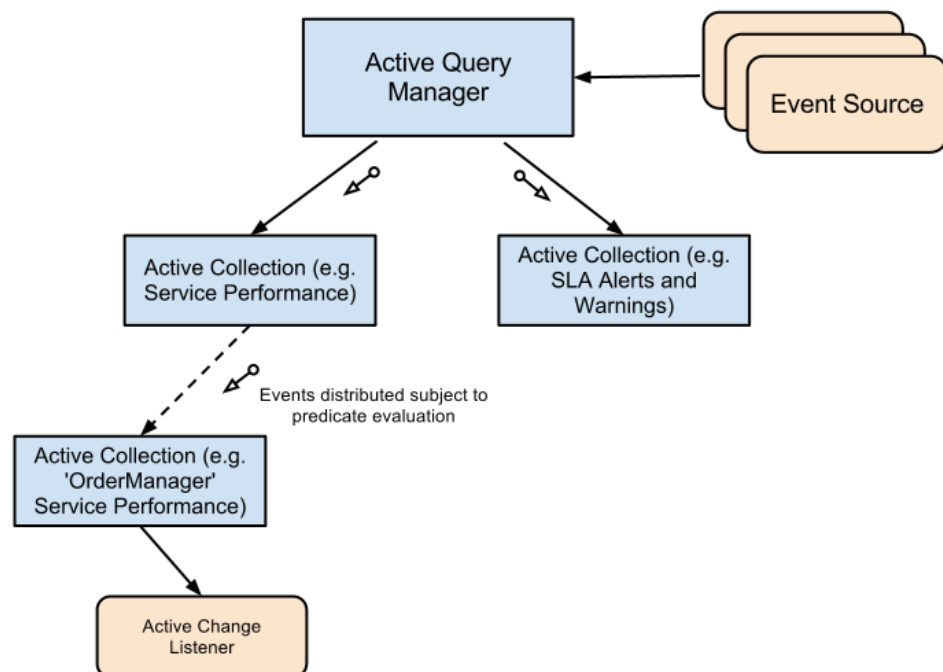 Active Query
Manager
Event Source
Active Collection (e.g.
Service Performance)
Active Collection (e.g.
SLA Alerts and
Warnings)
Events distributed subject to
predicate evaluation
Active Collection (e.g.
'OrderManager'
Service Performance)
Active Change
Listener